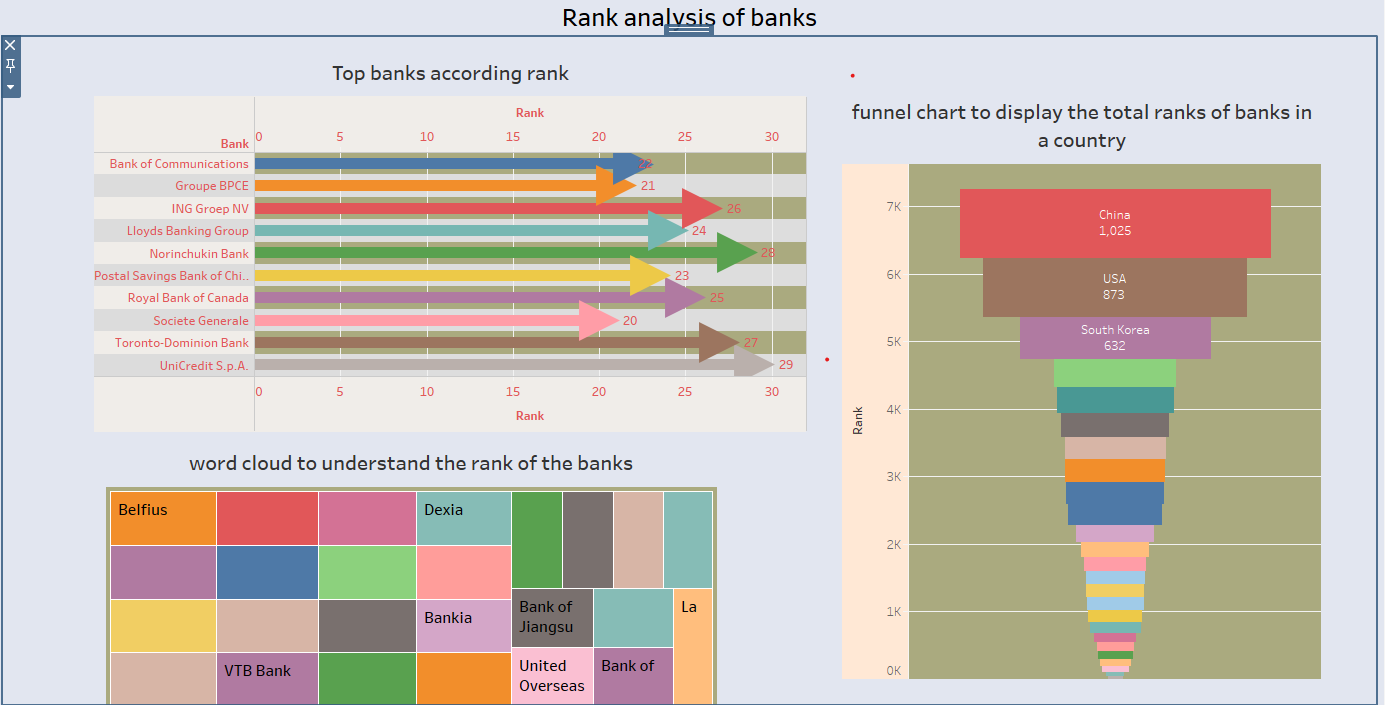 Rank analysis of banks
Top banks according rank
Rank
Bank
0 5 10 15 20 25 30
Bank of Communications 22
Groupe BPCE 21
ING Groep NV 26
Lloyds Banking Group 24
Norinchukin Bank 28
Postal Savings Bank of Chi.. 23
Royal Bank of Canada 25
Societe Generale 20
Toronto-Dominion Bank 27
UniCredit S.p.A. 29
0 5 10 15 20 25 30
Rank
word cloud to understand the rank of the banks
Belfius
Dexia
Bankia
VTB Bank
Bank of
Jiangsu
La
United
Overseas
Bank of
funnel chart to display the total ranks of banks in
a country
Rank
7K
6K
5K
4K
3K
2K
1K
0K
China
1,025
USA
873
South Korea
632